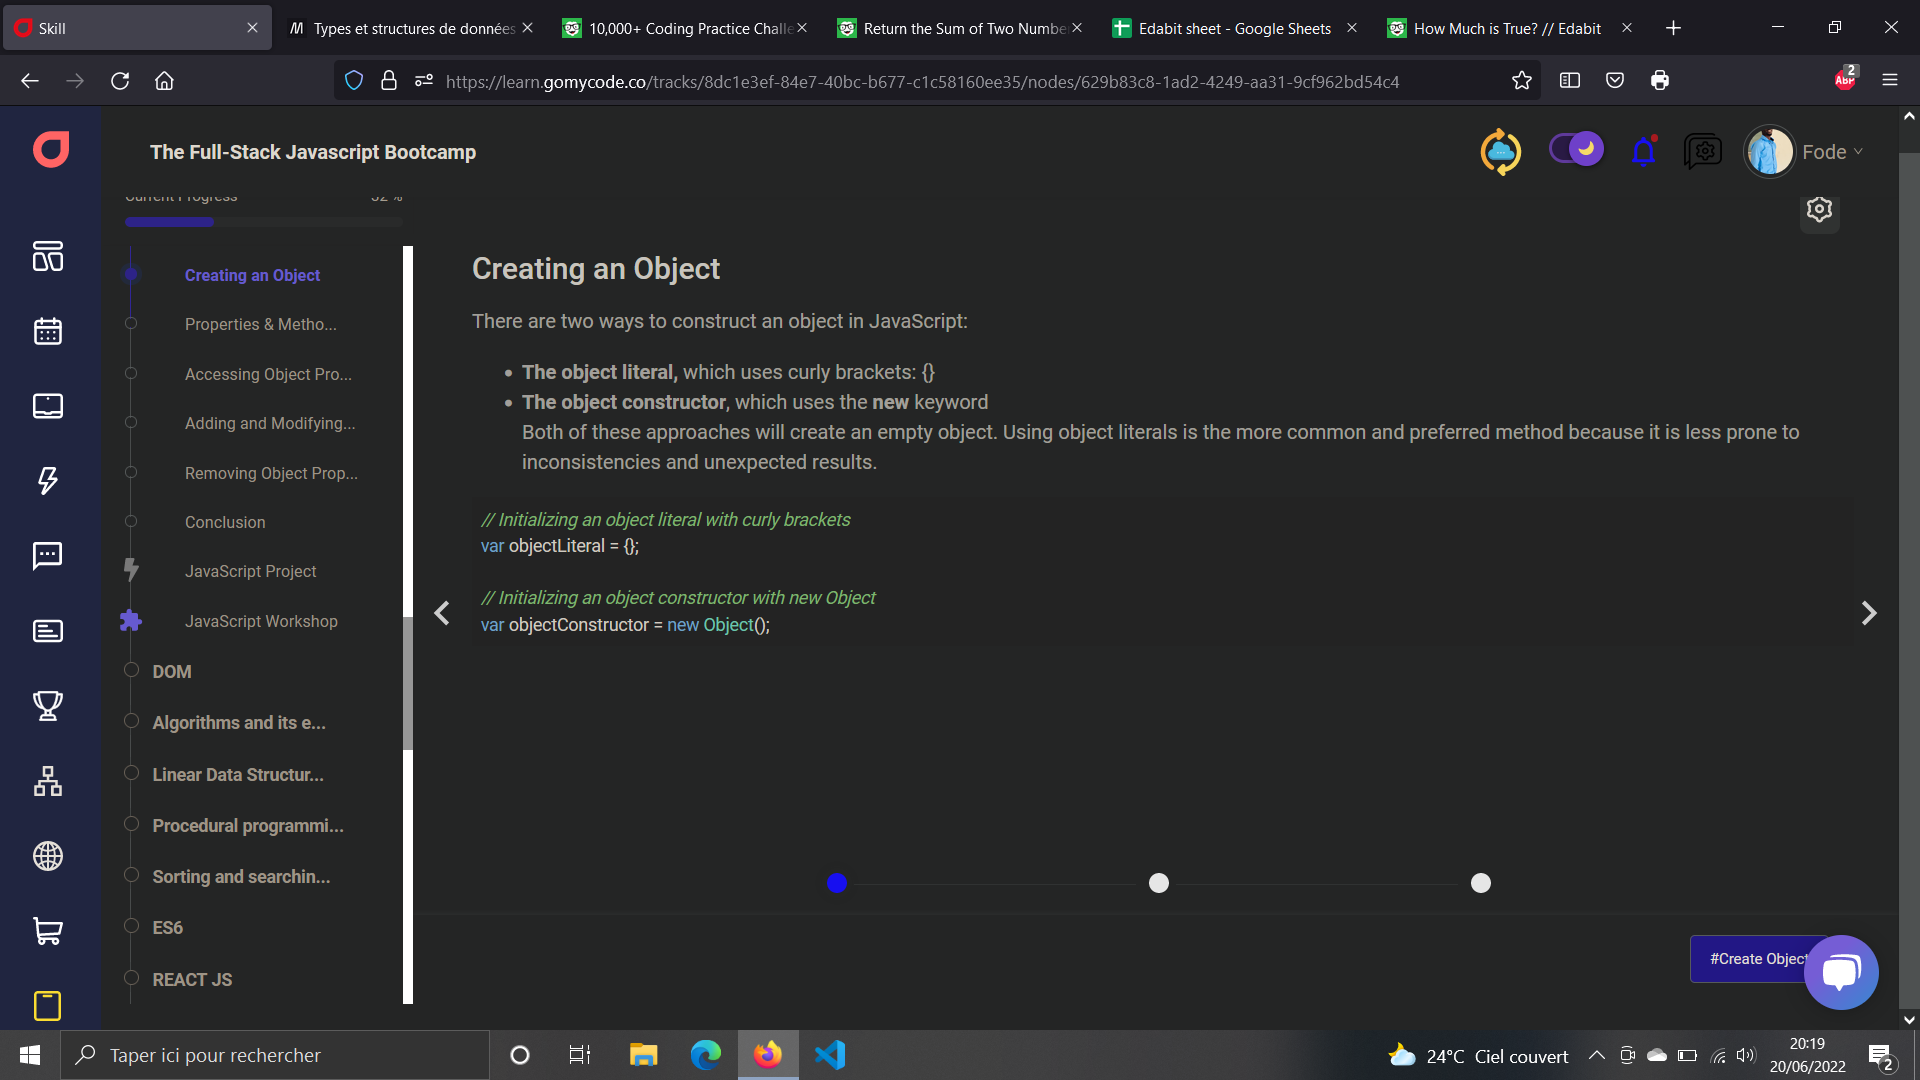 Skill
Types et structures de données
10,000+ Coding Practice Challe
Return the Sum of Two Numbe
Edabit sheet - Google Sheets
How Much is True? // Edabit
https://learn.gomycode.co/tracks/8dc1e3ef-84e7-40bc-b677-c1c58160ee35/nodes/629b83c8-1ad2-4249-aa31-9cf962bd54c4
ABP
2
The Full-Stack Javascript Bootcamp
Fode
Current Progress
32 %
Creating an Object
Properties & Metho...
Accessing Object Pro...
Adding and Modifying...
Removing Object Prop...
Conclusion
JavaScript Project
JavaScript Workshop
DOM
Algorithms and its e...
Linear Data Structur...
Procedural programmi...
Sorting and searchin...
ES6
REACT JS
Creating an Object
There are two ways to construct an object in JavaScript:
The object literal, which uses curly brackets: {}
The object constructor, which uses the new keyword
Both of these approaches will create an empty object. Using object literals is the more common and preferred method because it is less prone to
inconsistencies and unexpected results.
// Initializing an object literal with curly brackets
var objectLiteral = {};
// Initializing an object constructor with new Object
var objectConstructor = new Object();
#Create Object
Taper ici pour rechercher
24°C Ciel couvert
20:19
20/06/2022
2